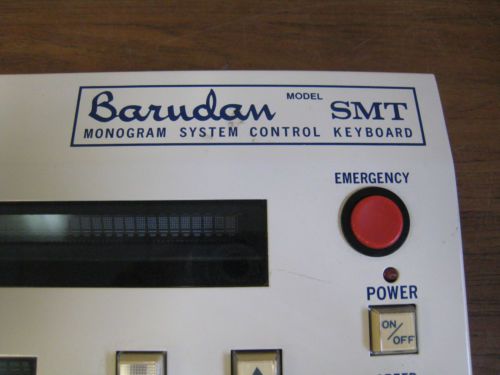 Barudan MODEL SMT
MONOGRAM SYSTEM CONTROL KEYBOARD
EMERGENCY
POWER
ON/OFF